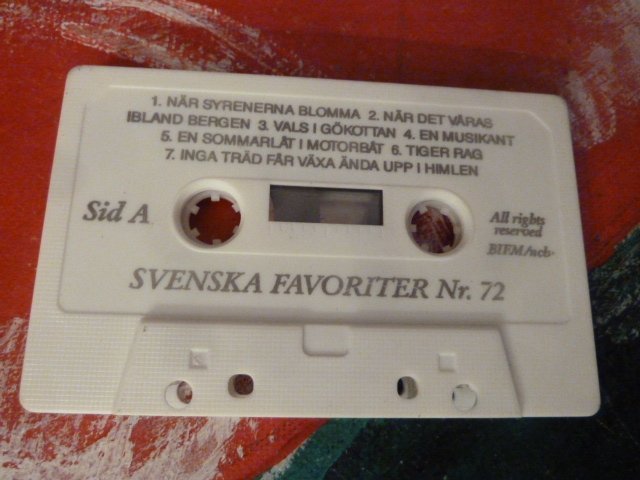 1. NÄR SYRENERNA BLOMMA 2. NÄR DET VÅRAS
IBLAND BERGEN 3. VALS I GÖKOTTAN 4. EN MUSIKANT
5. EN SOMMARLÅT I MOTORBÅT 6. TIGER RAG
7. INGA TRÄD FÅR VÄXA ÄNDA UPP I HIMLEN
Sid A
All rights
reserved
BIEM/ncb
SVENSKA FAVORITER Nr. 72